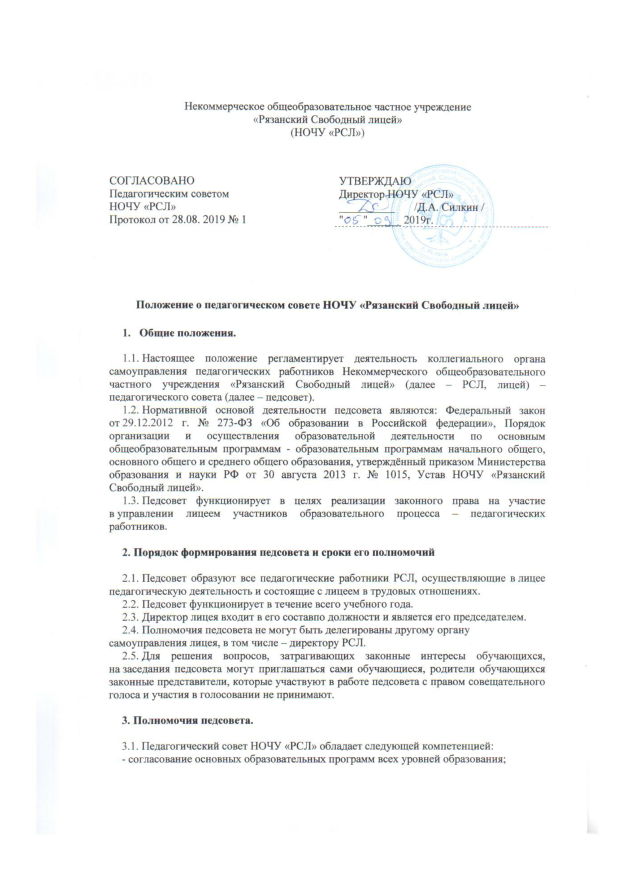 Некоммерческое общеобразовательное частное учреждение
«Рязанский Свободный лицей»
(НОЧУ «РСЛ»)
СОГЛАСОВАНО
Педагогическим советом
НОЧУ «РСЛ»
Протокол от 28.08. 2019 № 1
УТВЕРЖДАЮ
Директор НОЧУ «РСЛ»
/Д.А. Силкин /
"05" 09 2019г.
Положение о педагогическом совете НОЧУ «Рязанский Свободный лицей»
1. Общие положения.
1.1. Настоящее положение регламентирует деятельность коллегиального органа
самоуправления педагогических работников Некоммерческого общеобразовательного
частного учреждения «Рязанский Свободный лицей» (далее – РСЛ, лицей) –
педагогического совета (далее – педсовет).
1.2. Нормативной основой деятельности педсовета являются: Федеральный закон
от 29.12.2012 г. № 273-ФЗ «Об образовании в Российской федерации», Порядок
организации и осуществления образовательной деятельности по основным
общеобразовательным программам - образовательным программам начального общего,
основного общего и среднего общего образования, утверждённый приказом Министерства
образования и науки РФ от 30 августа 2013 г. № 1015, Устав НОЧУ «Рязанский
Свободный лицей».
1.3. Педсовет функционирует в целях реализации законного права на участие
в управлении лицеем участников образовательного процесса – педагогических
работников.
2. Порядок формирования педсовета и сроки его полномочий
2.1. Педсовет образуют все педагогические работники РСЛ, осуществляющие в лицее
педагогическую деятельность и состоящие с лицеем в трудовых отношениях.
2.2. Педсовет функционирует в течение всего учебного года.
2.3. Директор лицея входит в его составпо должности и является его председателем.
2.4. Полномочия педсовета не могут быть делегированы другому органу
самоуправления лицея, в том числе – директору РСЛ.
2.5. Для решения вопросов, затрагивающих законные интересы обучающихся,
на заседания педсовета могут приглашаться сами обучающиеся, родители обучающихся
законные представители, которые участвуют в работе педсовета с правом совещательного
голоса и участия в голосовании не принимают.
3. Полномочия педсовета.
3.1. Педагогический совет НОЧУ «РСЛ» обладает следующей компетенцией:
- согласование основных образовательных программ всех уровней образования;